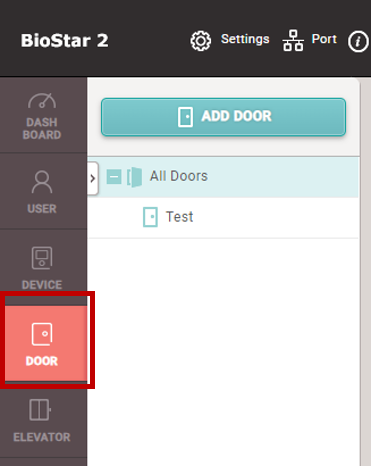 BioStar 2
Settings
Port
DASH
BOARD
ADD DOOR
All Doors
USER
Test
DEVICE
DOOR
ELEVATOR